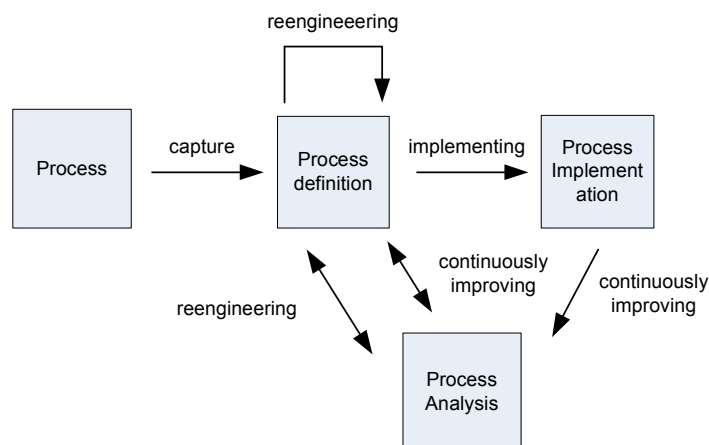 reengineeering
Process
capture
Process
definition
implementing
Process
Implement
ation
reengineering
continuously
improving
continuously
improving
Process
Analysis